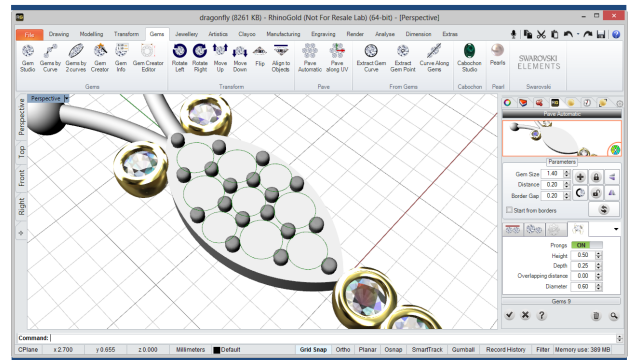 dragonfly (8261 KB) - RhinoGold (Not For Resale Lab) (64-bit) - [Perspective]
File Drawing Modelling Transform Gems Jewellery Artistics Clayoo Manufacturing Engraving Render Analyse Dimension Extras
Gem Studio
Gems by Curve
Gems by 2 curves
Gem Creator
Gem Info
Gem Creator Editor
Rotate Left
Rotate Right
Move Up
Move Down
Flip
Align to Objects
Pave Automatic
Pave along UV
Extract Gem Curve
Extract Gem Point
Curve Along Gems
Cabochon Studio
Pearls
SWAROVSKI ELEMENTS
Gems Transform Pave From Gems Cabochon Pearl Swarovski
Perspective
Perspective
Top
Front
Right
Pave Automatic
Parameters
Gem Size 1.40
Distance 0.20
Border Gap 0.20
Start from borders
Prongs ON
Height 0.50
Depth 0.25
Overlapping distance 0.00
Diameter 0.60
Gems 9
Command:
CPlane x 2.700 y 0.655 z 0.000 Millimeters Default Grid Snap Ortho Planar Osnap SmartTrack Gumball Record History Filter Memory use: 389 MB